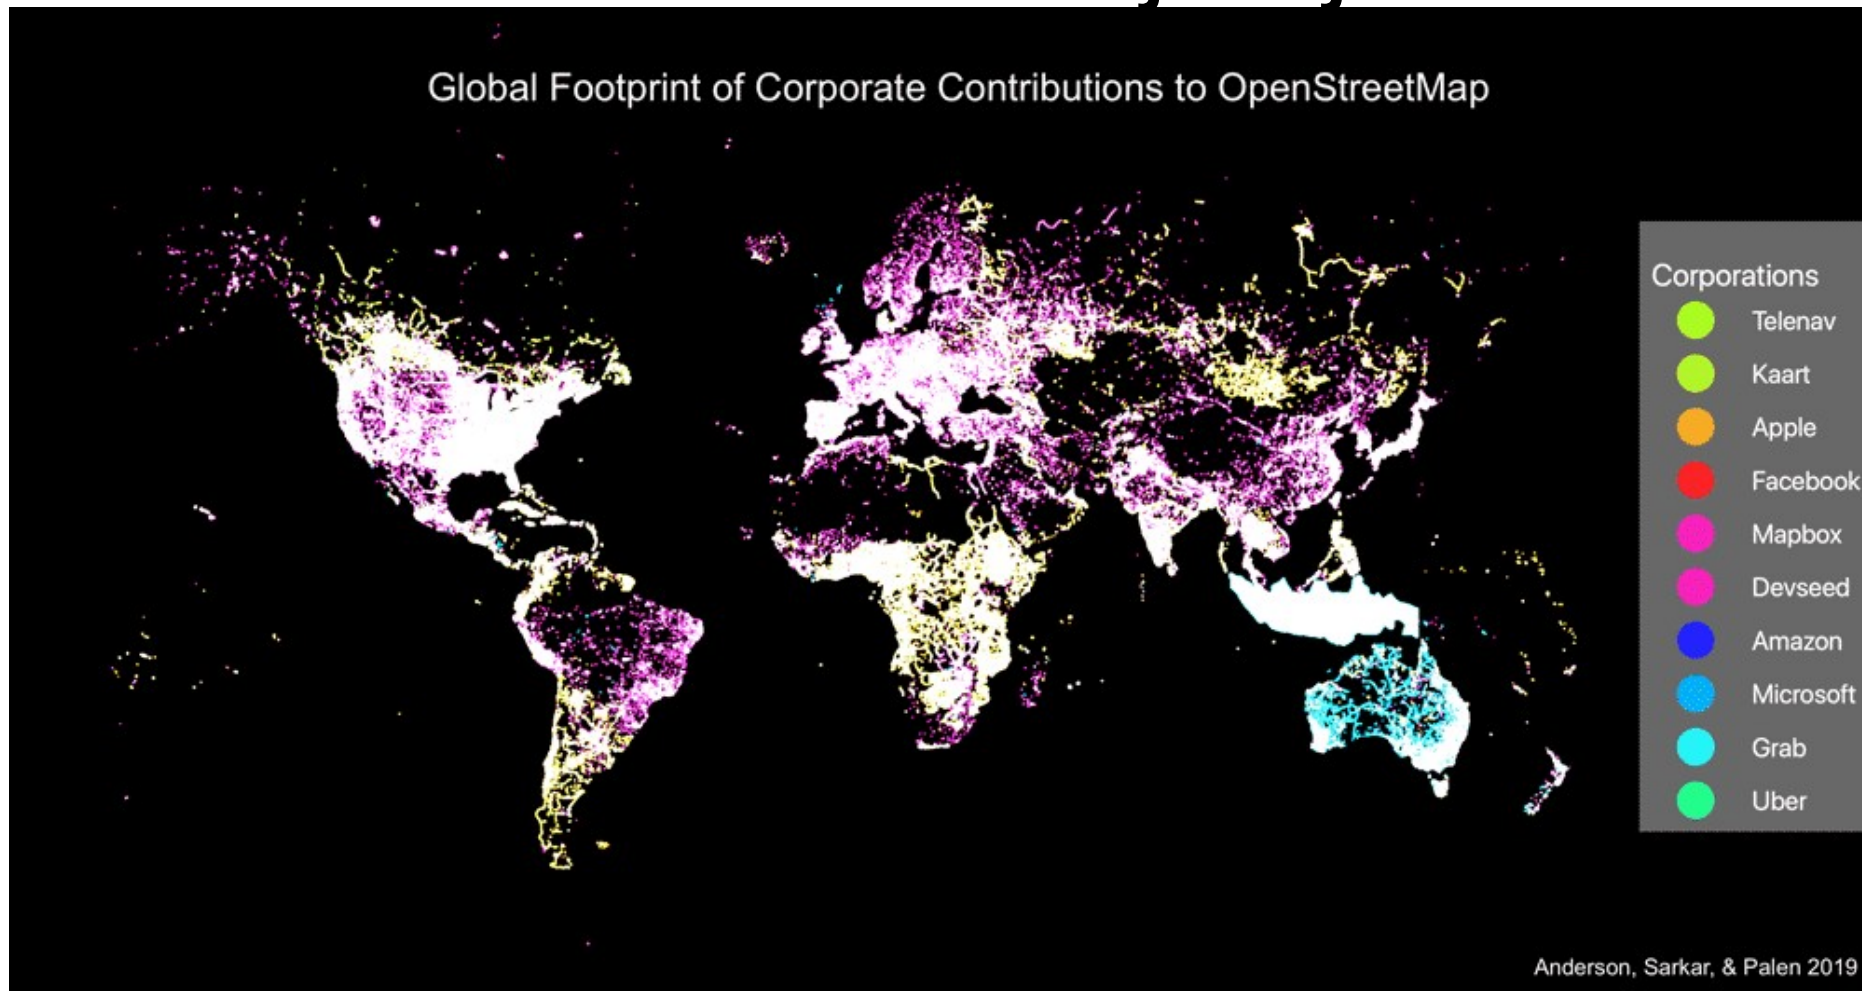 Global Footprint of Corporate Contributions to OpenStreetMap
Corporations
Telenav
Kaart
Apple
Facebook
Mapbox
Devseed
Amazon
Microsoft
Grab
Uber
Anderson, Sarkar, & Palen 2019